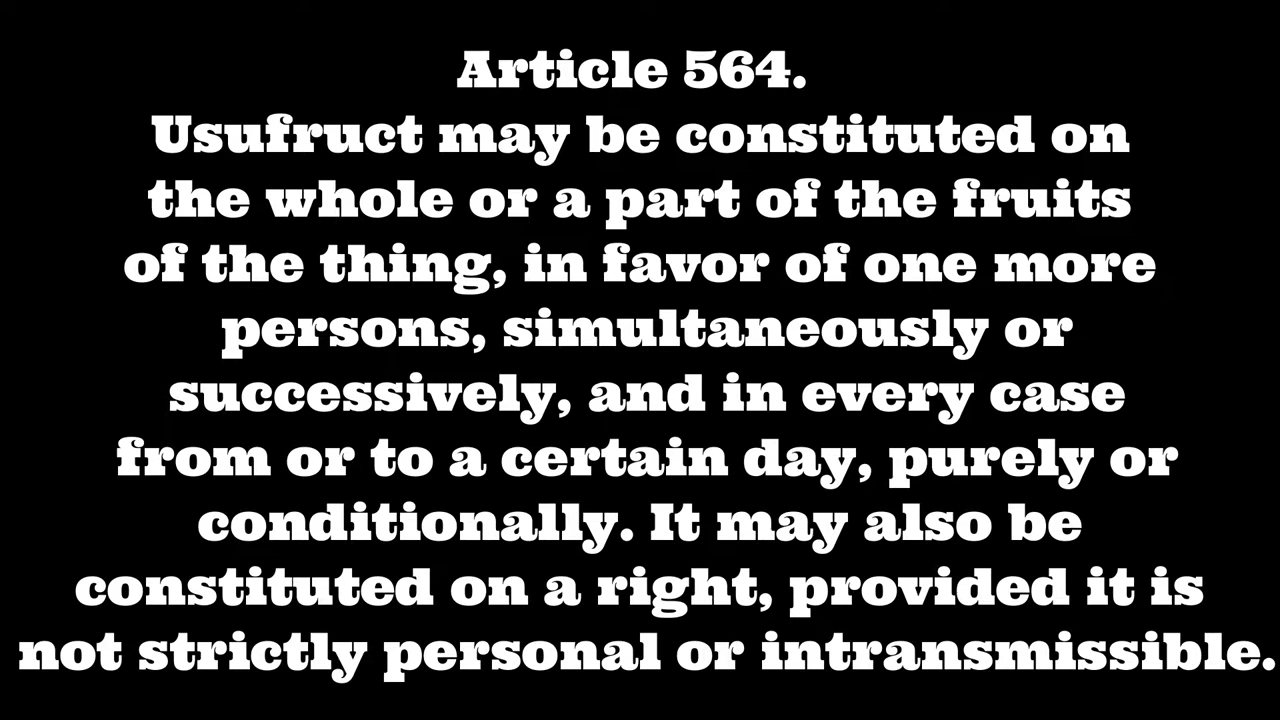 Article 564.
Usufruct may be constituted on
the whole or a part of the fruits
of the thing, in favor of one more
persons, simultaneously or
successively, and in every case
from or to a certain day, purely or
conditionally. It may also be
constituted on a right, provided it is
not strictly personal or intransmissible.